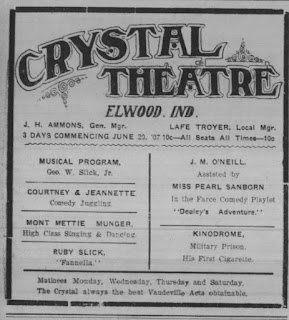 CRYSTAL
THEATRE
ELWOOD. IND.
J. H. AMMONS, Gen. Mgr. LAFE TROYER, Local Mgr.
3 DAYS COMMENCING JUNE 20, '07 10c—All Seats All Times—10c
MUSICAL PROGRAM,
Geo. W. Slick, Jr.
COURTNEY & JEANNETTE
Comedy Juggling.
MONT METTIE MUNGER,
High Class Singing & Dancing.
RUBY SLICK,
"Fannella."
J. M. O'NEILL.
Assisted by
MISS PEARL SANBORN
In the Farce Comedy Playlet
"Dooley's Adventure."
KINODROME,
Military Prison.
His First Cigarette.
Matinees Monday, Wednesday, Thursday and Saturday.
The Crystal always the best Vaudeville Acts obtainable.